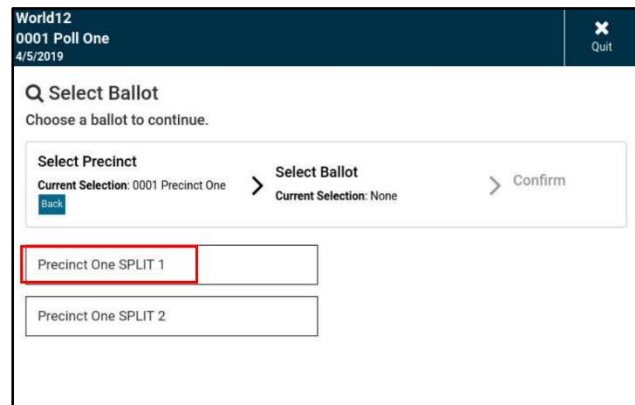 World12
0001 Poll One
4/5/2019
Quit
Select Ballot
Choose a ballot to continue.
Select Precinct
Current Selection: 0001 Precinct One
Back
Select Ballot
Current Selection: None
Confirm
Precinct One SPLIT 1
Precinct One SPLIT 2